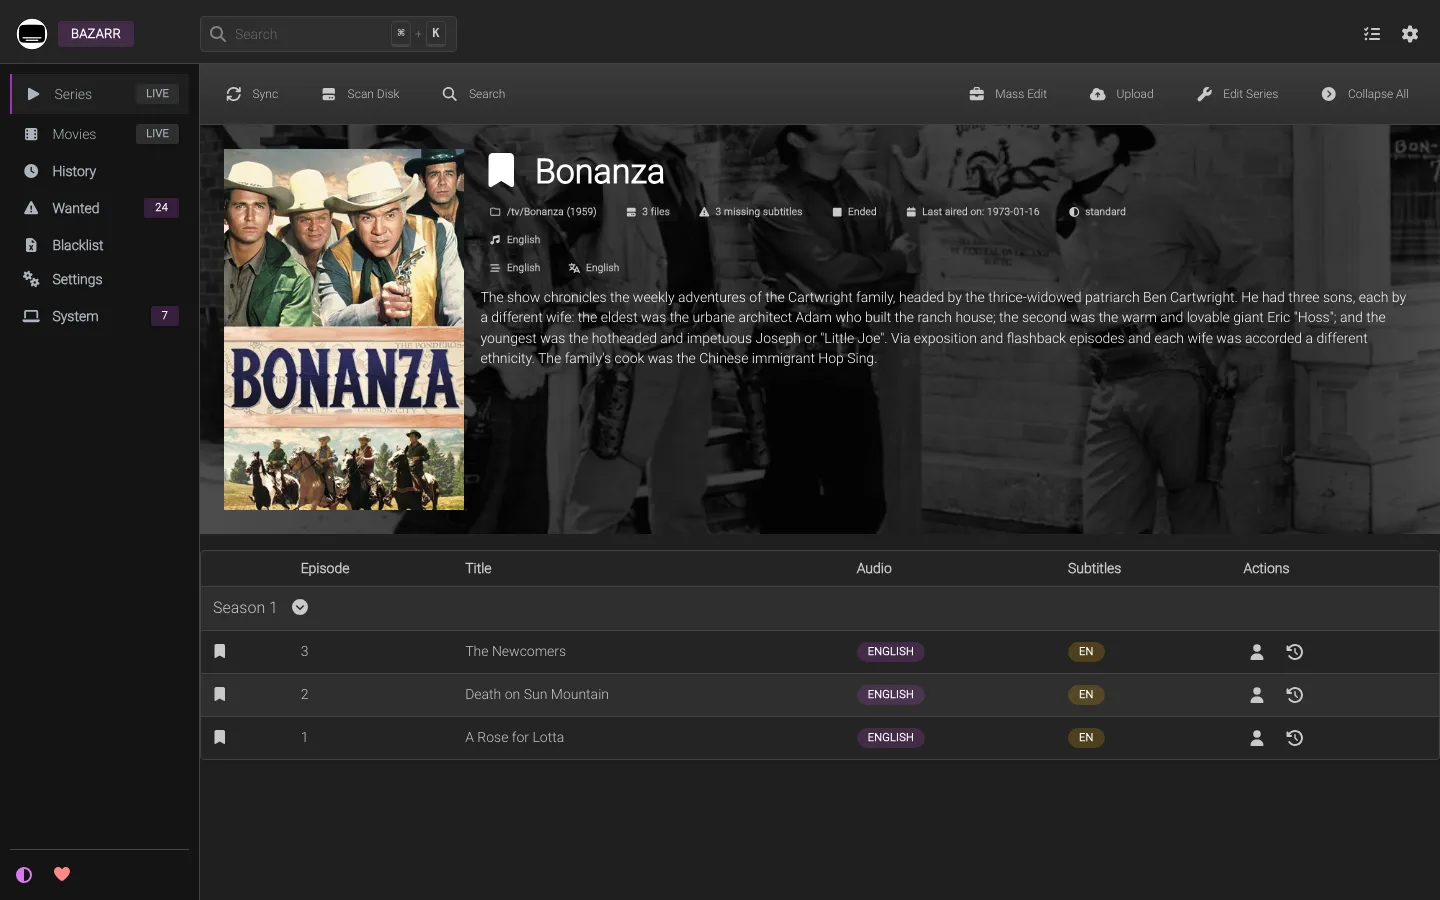 BAZARR
Search
⌘ + K
Series LIVE
Movies LIVE
History
Wanted 24
Blacklist
Settings
System 7
Sync
Scan Disk
Search
Mass Edit
Upload
Edit Series
Collapse All
BONANZA
Bonanza
/tv/Bonanza (1959) 3 files 3 missing subtitles Ended Last aired on: 1973-01-16 standard
English
English English
The show chronicles the weekly adventures of the Cartwright family, headed by the thrice-widowed patriarch Ben Cartwright. He had three sons, each by
a different wife: the eldest was the urbane architect Adam who built the ranch house; the second was the warm and lovable giant Eric "Hoss"; and the
youngest was the hotheaded and impetuous Joseph or "Little Joe". Via exposition and flashback episodes and each wife was accorded a different
ethnicity. The family's cook was the Chinese immigrant Hop Sing.
Episode Title Audio Subtitles Actions
Season 1
3 The Newcomers ENGLISH EN
2 Death on Sun Mountain ENGLISH EN
1 A Rose for Lotta ENGLISH EN